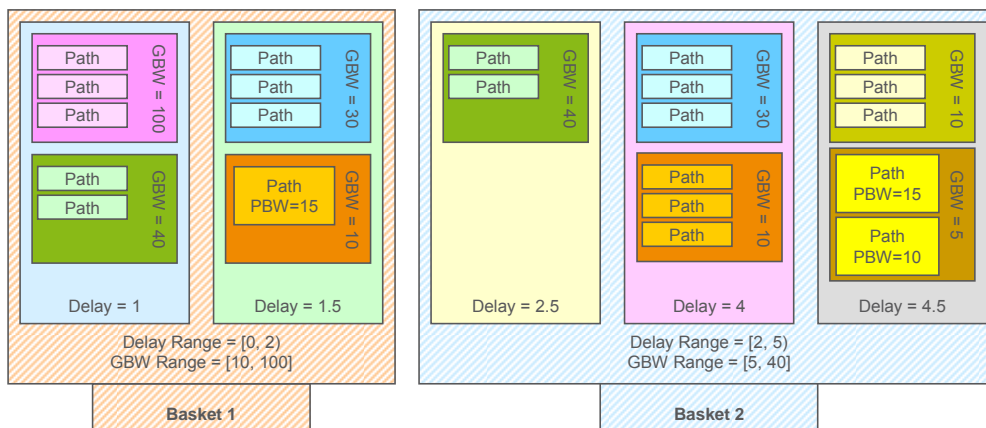 Path
Path
Path
GBW = 100
Path
Path
GBW = 40
Delay = 1
Path
Path
Path
GBW = 30
Path
PBW=15
GBW = 10
Delay = 1.5
Delay Range = [0, 2)
GBW Range = [10, 100]
Basket 1
Path
Path
GBW = 40
Delay = 2.5
Path
Path
Path
GBW = 30
Path
Path
Path
GBW = 10
Delay = 4
Path
Path
Path
GBW = 10
Path
PBW=15
Path
PBW=10
GBW = 5
Delay = 4.5
Delay Range = [2, 5)
GBW Range = [5, 40]
Basket 2